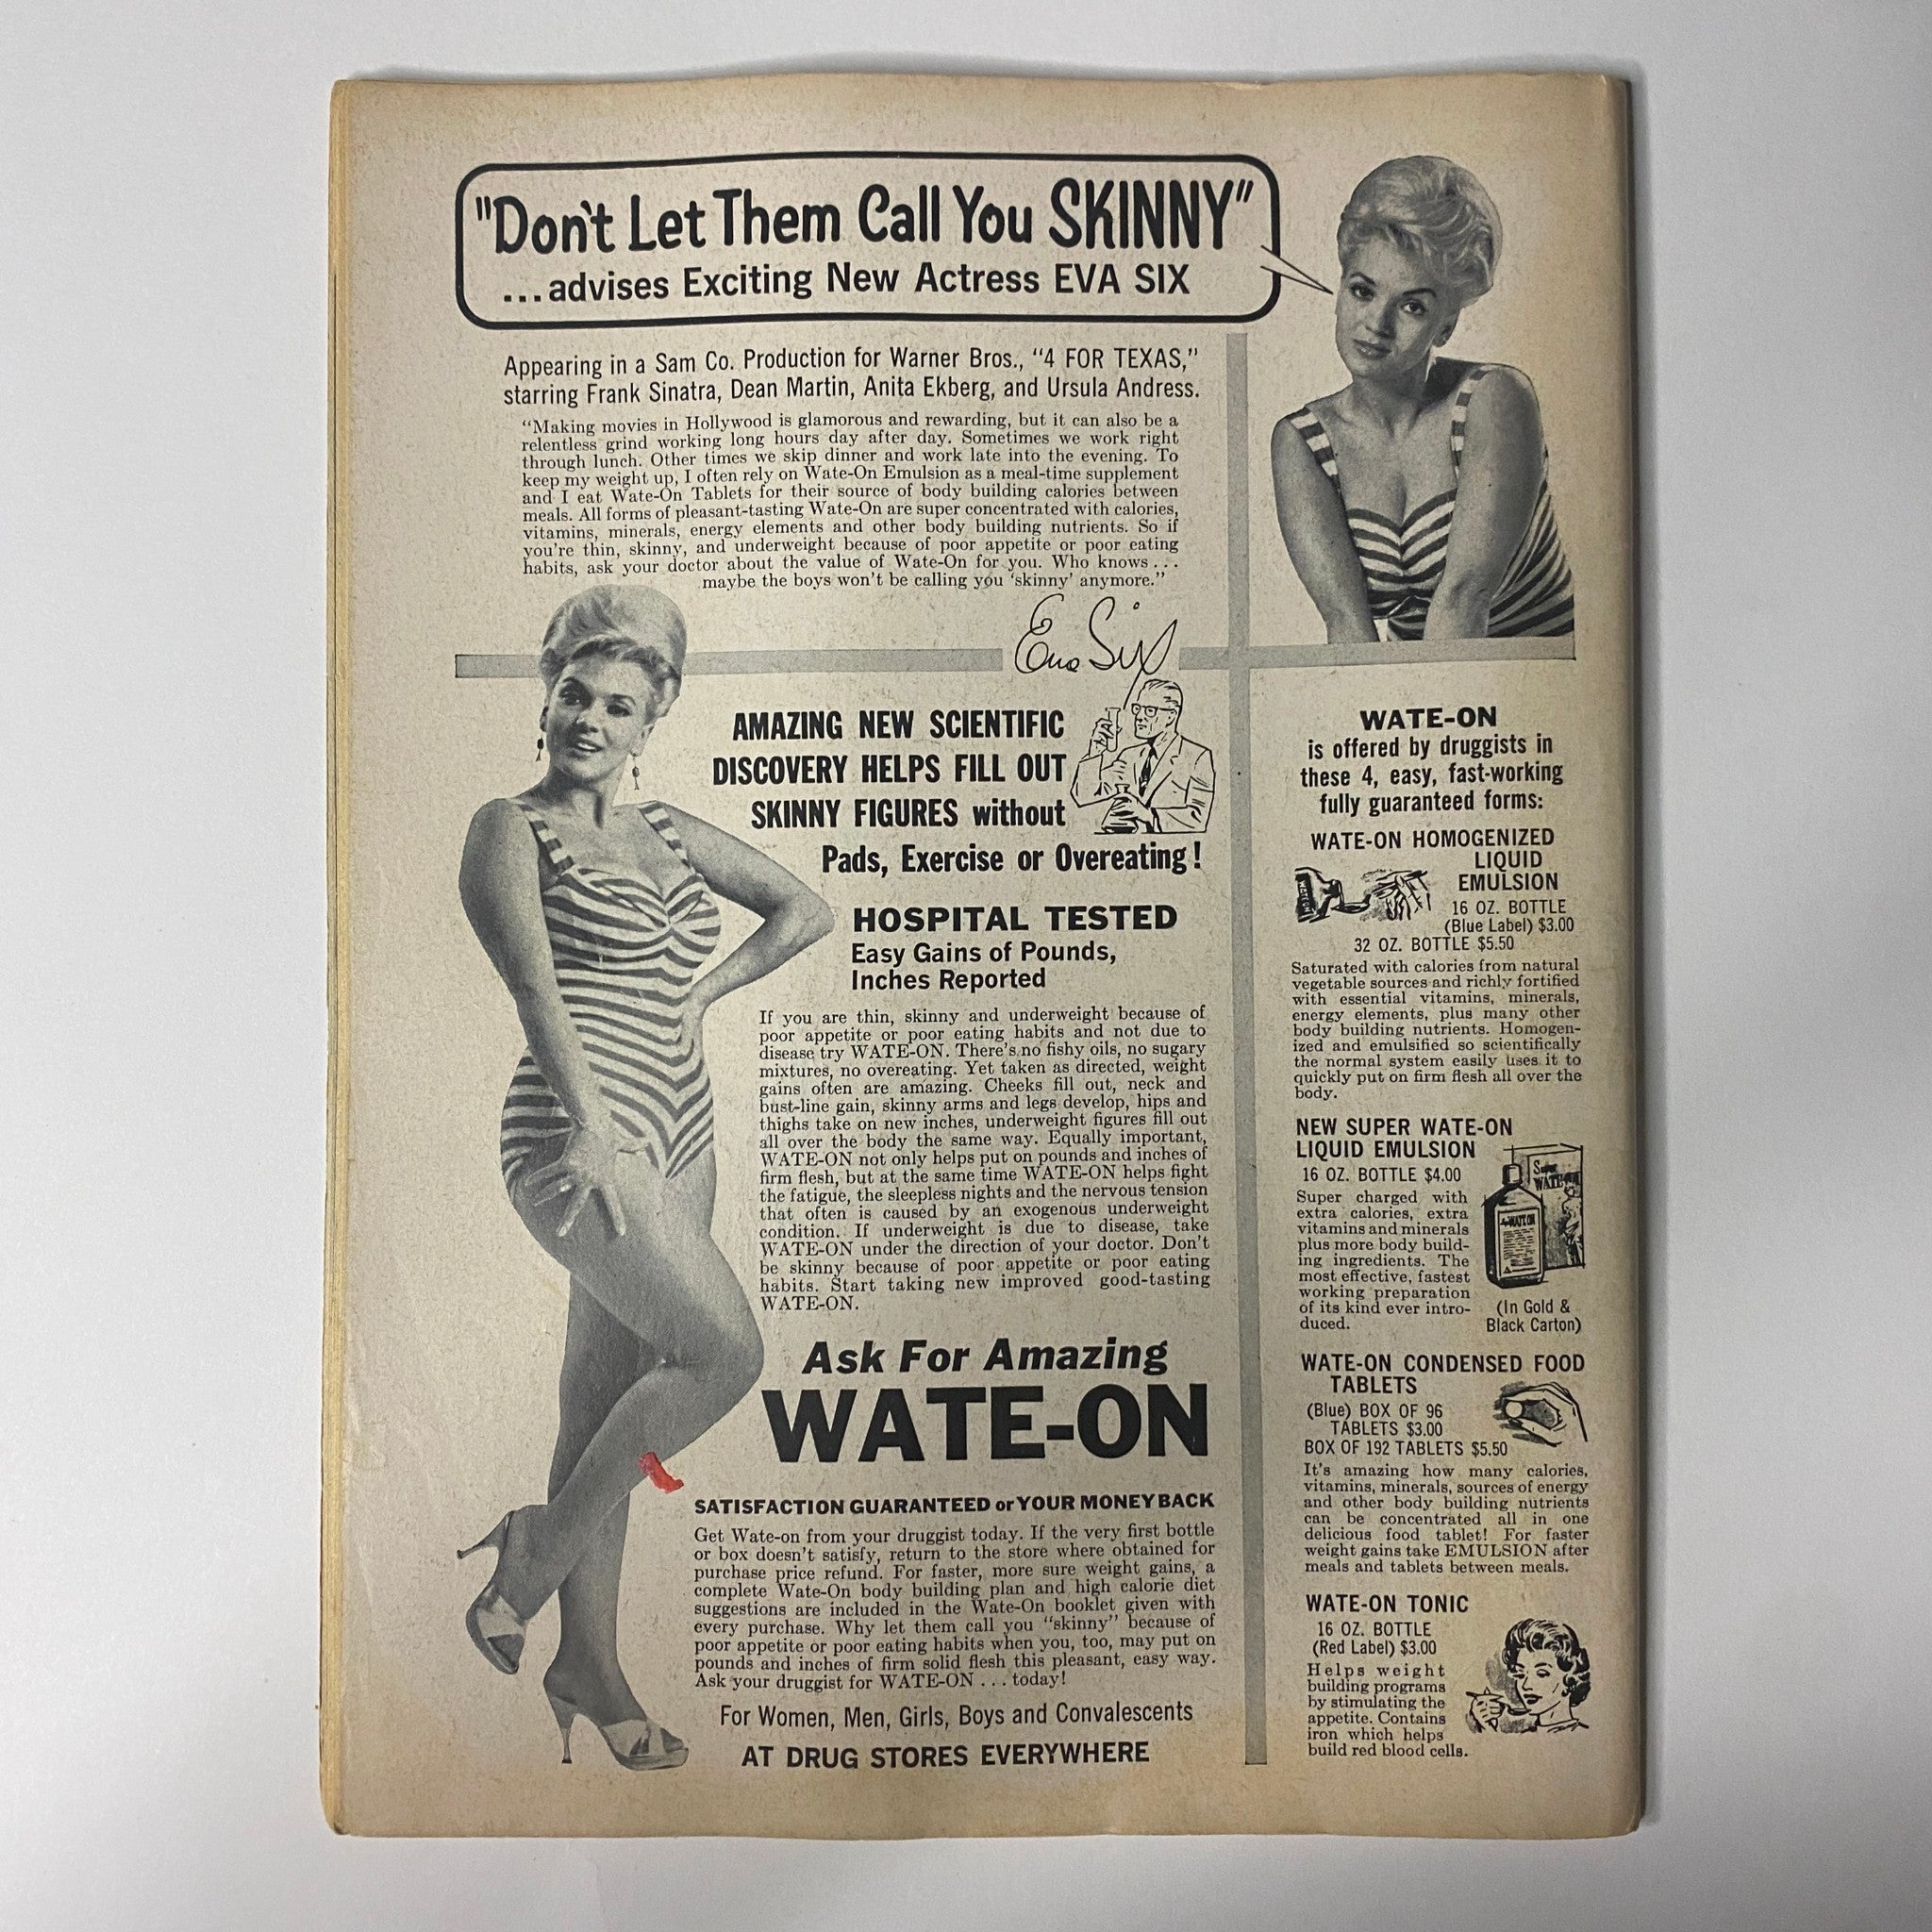 "Don't Let Them Call You SKINNY"
...advises Exciting New Actress EVA SIX
Appearing in a Sam Co. Production for Warner Bros., "4 FOR TEXAS,"
starring Frank Sinatra, Dean Martin, Anita Ekberg, and Ursula Andress.
"Making movies in Hollywood is glamorous and rewarding, but it can also be a
relentless grind working long hours day after day. Sometimes we work right
through lunch. Other times we skip dinner and work late into the evening. To
keep my weight up, I often rely on Wate-On Emulsion as a meal-time supplement
and I eat Wate-On Tablets for their source of body building calories between
meals. All forms of pleasant-tasting Wate-On are super concentrated with calories,
vitamins, minerals, energy elements and other body building nutrients. So if
you're thin, skinny, and underweight because of poor appetite or poor eating
habits, ask your doctor about the value of Wate-On for you. Who knows...
maybe the boys won't be calling you 'skinny' anymore."
Eva Six
AMAZING NEW SCIENTIFIC
DISCOVERY HELPS FILL OUT
SKINNY FIGURES without
Pads, Exercise or Overeating!
HOSPITAL TESTED
Easy Gains of Pounds,
Inches Reported
If you are thin, skinny and underweight because of
poor appetite or poor eating habits and not due to
disease try WATE-ON. There's no fishy oils, no sugary
mixtures, no overeating. Yet taken as directed, weight
gains often are amazing. Cheeks fill out, neck and
bust-line gain, skinny arms and legs develop, hips and
thighs take on new inches, underweight figures fill out
all over the body the same way. Equally important,
WATE-ON not only helps put on pounds and inches of
firm flesh, but at the same time WATE-ON helps fight
the fatigue, the sleepless nights and the nervous tension
that often is caused by an exogenous underweight
condition. If underweight is due to disease, take
WATE-ON under the direction of your doctor. Don't
be skinny because of poor appetite or poor eating
habits. Start taking new improved good-tasting
WATE-ON.
Ask For Amazing
WATE-ON
SATISFACTION GUARANTEED or YOUR MONEY BACK
Get Wate-on from your druggist today. If the very first bottle
or box doesn't satisfy, return to the store where obtained for
purchase price refund. For faster, more sure weight gains, a
complete Wate-On body building plan and high calorie diet
suggestions are included in the Wate-On booklet given with
every purchase. Why let them call you "skinny" because of
poor appetite or poor eating habits when you, too, may put on
pounds and inches of firm solid flesh this pleasant, easy way.
Ask your druggist for WATE-ON...today!
For Women, Men, Girls, Boys and Convalescents
AT DRUG STORES EVERYWHERE
WATE-ON
is offered by druggists in
these 4, easy, fast-working
fully guaranteed forms:
WATE-ON HOMOGENIZED
LIQUID
EMULSION
16 OZ. BOTTLE
(Blue Label) $3.00
32 OZ. BOTTLE $5.50
Saturated with calories from natural
vegetable sources and richly fortified
with essential vitamins, minerals,
energy elements, plus many other
body building nutrients. Homogen-
ized and emulsified so scientifically
the normal system easily uses it to
quickly put on firm flesh all over the
body.
NEW SUPER WATE-ON
LIQUID EMULSION
16 OZ. BOTTLE $4.00
Super charged with
extra calories, extra
vitamins and minerals
plus more body build-
ing ingredients. The
most effective, fastest
working preparation
of its kind ever intro-
duced.
Super
WATE-ON
WATE-ON
(In Gold &
Black Carton)
WATE-ON CONDENSED FOOD
TABLETS
(Blue) BOX OF 96
TABLETS $3.00
BOX OF 192 TABLETS $5.50
It's amazing how many calories,
vitamins, minerals, sources of energy
and other body building nutrients
can be concentrated all in one
delicious food tablet! For faster
weight gains take EMULSION after
meals and tablets between meals.
WATE-ON TONIC
16 OZ. BOTTLE
(Red Label) $3.00
Helps weight
building programs
by stimulating the
appetite. Contains
iron which helps
build red blood cells.